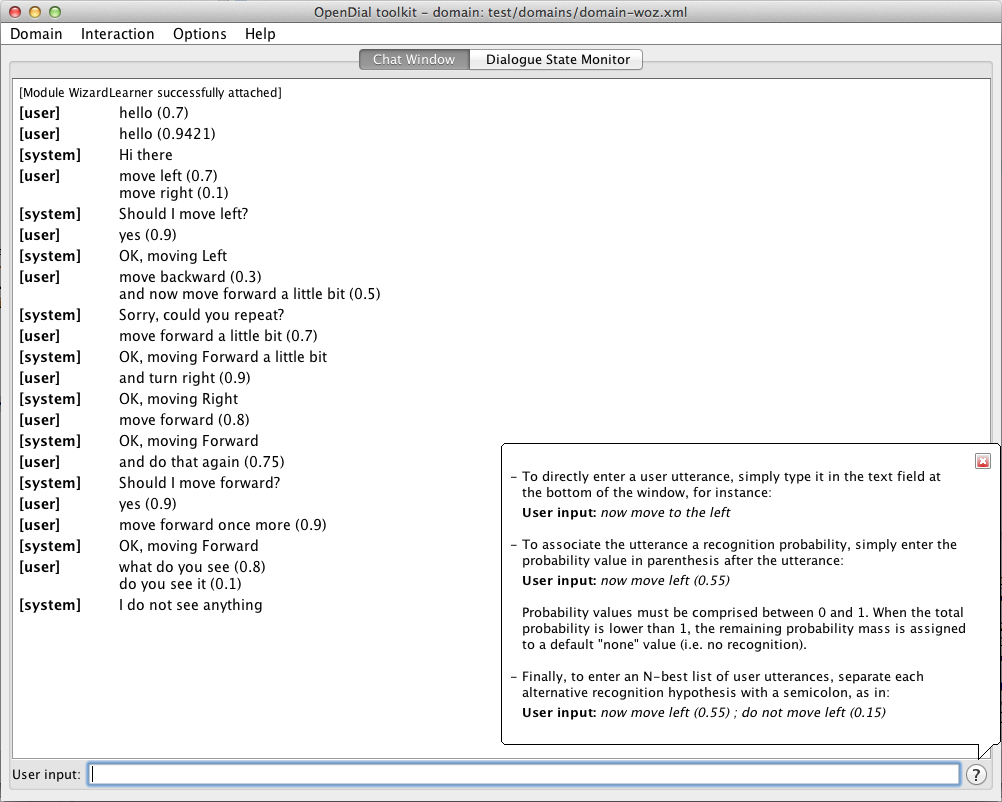 OpenDial toolkit - domain: test/domains/domain-woz.xml
Domain Interaction Options Help
Chat Window Dialogue State Monitor
[Module WizardLearner successfully attached]
[user] hello (0.7)
[user] hello (0.9421)
[system] Hi there
[user] move left (0.7)
move right (0.1)
[system] Should I move left?
[user] yes (0.9)
[system] OK, moving Left
[user] move backward (0.3)
and now move forward a little bit (0.5)
[system] Sorry, could you repeat?
[user] move forward a little bit (0.7)
[system] OK, moving Forward a little bit
[user] and turn right (0.9)
[system] OK, moving Right
[user] move forward (0.8)
[system] OK, moving Forward
[user] and do that again (0.75)
[system] Should I move forward?
[user] yes (0.9)
[user] move forward once more (0.9)
[system] OK, moving Forward
[user] what do you see (0.8)
do you see it (0.1)
[system] I do not see anything
- To directly enter a user utterance, simply type it in the text field at
the bottom of the window, for instance:
User input: now move to the left
- To associate the utterance a recognition probability, simply enter the
probability value in parenthesis after the utterance:
User input: now move left (0.55)
Probability values must be comprised between 0 and 1. When the total
probability is lower than 1, the remaining probability mass is assigned
to a default "none" value (i.e. no recognition).
- Finally, to enter an N-best list of user utterances, separate each
alternative recognition hypothesis with a semicolon, as in:
User input: now move left (0.55) ; do not move left (0.15)
User input:
?